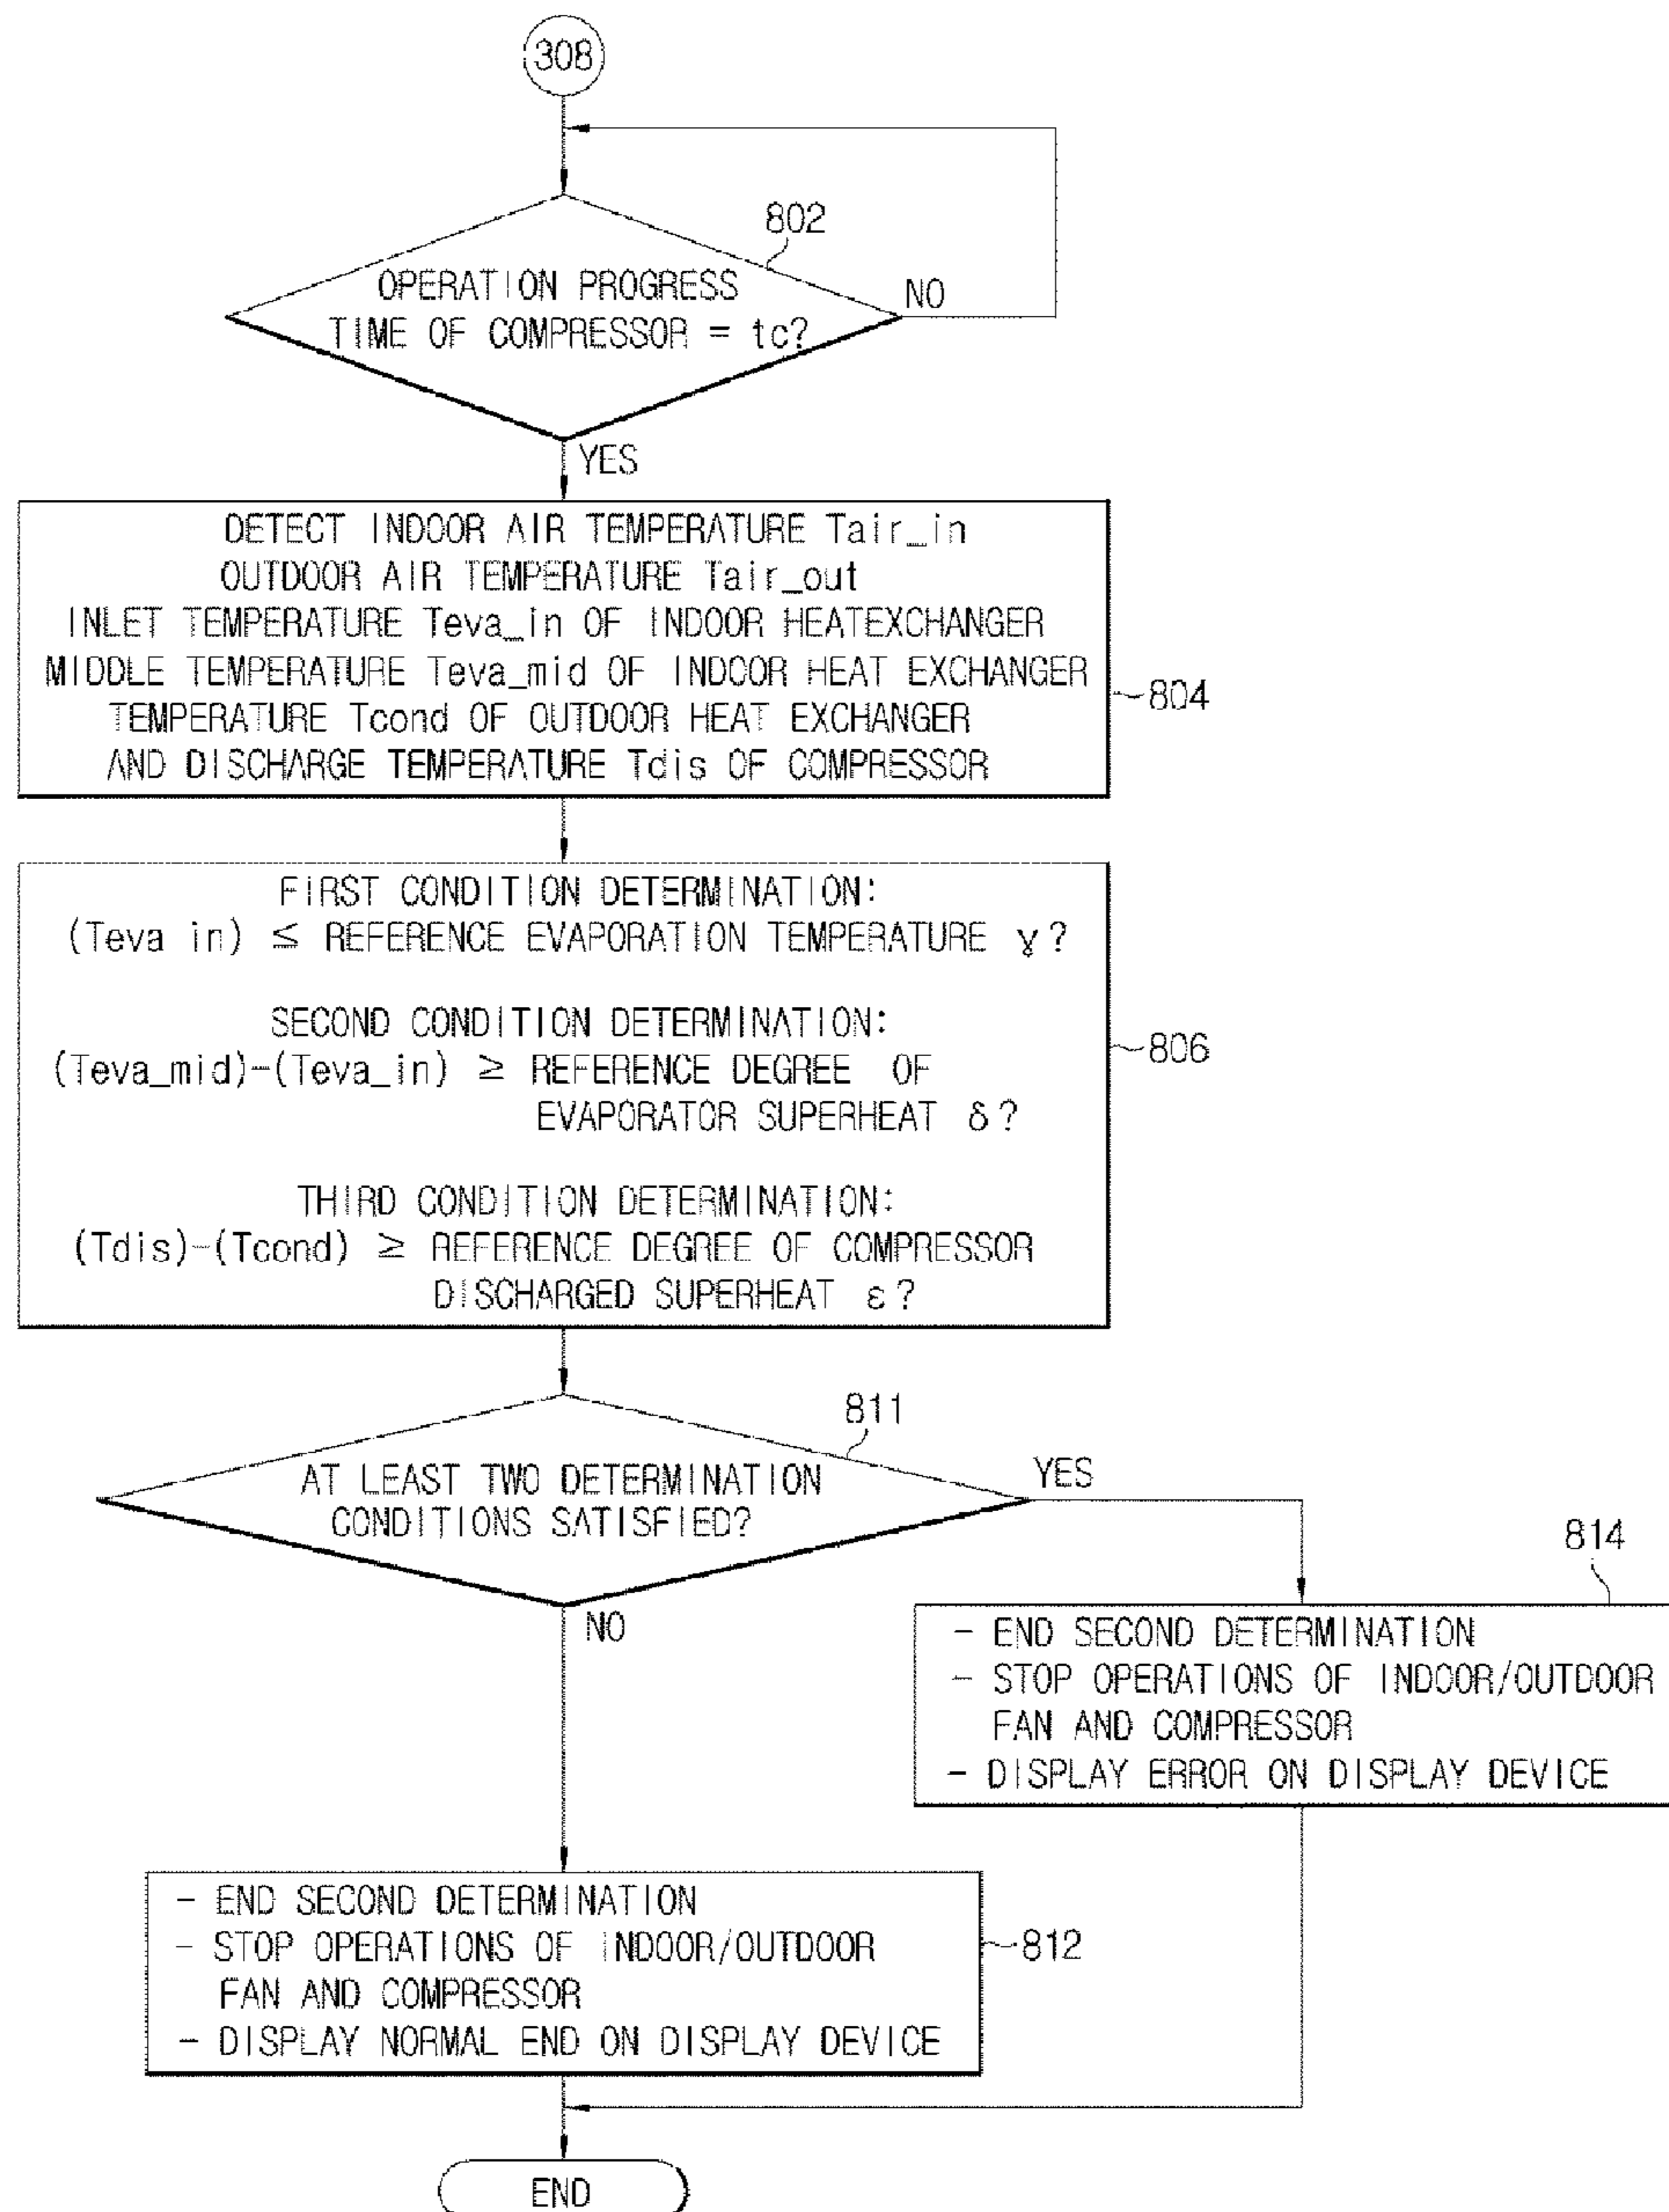 308
802
OPERATION PROGRESS
TIME OF COMPRESSOR = tc?
NO
YES
DETECT INDOOR AIR TEMPERATURE Tair_in
OUTDOOR AIR TEMPERATURE Tair_out
INLET TEMPERATURE Teva_in OF INDOOR HEATEXCHANGER
MIDDLE TEMPERATURE Teva_mid OF INDOOR HEAT EXCHANGER
TEMPERATURE Tcond OF OUTDOOR HEAT EXCHANGER
AND DISCHARGE TEMPERATURE Tdis OF COMPRESSOR
804
FIRST CONDITION DETERMINATION:
(Teva in) ≤ REFERENCE EVAPORATION TEMPERATURE γ?
SECOND CONDITION DETERMINATION:
(Teva_mid)-(Teva_in) ≥ REFERENCE DEGREE OF
EVAPORATOR SUPERHEAT δ?
THIRD CONDITION DETERMINATION:
(Tdis)-(Tcond) ≥ REFERENCE DEGREE OF COMPRESSOR
DISCHARGED SUPERHEAT ε?
806
811
AT LEAST TWO DETERMINATION
CONDITIONS SATISFIED?
YES
NO
814
- END SECOND DETERMINATION
- STOP OPERATIONS OF INDOOR/OUTDOOR
FAN AND COMPRESSOR
- DISPLAY ERROR ON DISPLAY DEVICE
- END SECOND DETERMINATION
- STOP OPERATIONS OF INDOOR/OUTDOOR
FAN AND COMPRESSOR
- DISPLAY NORMAL END ON DISPLAY DEVICE
812
END